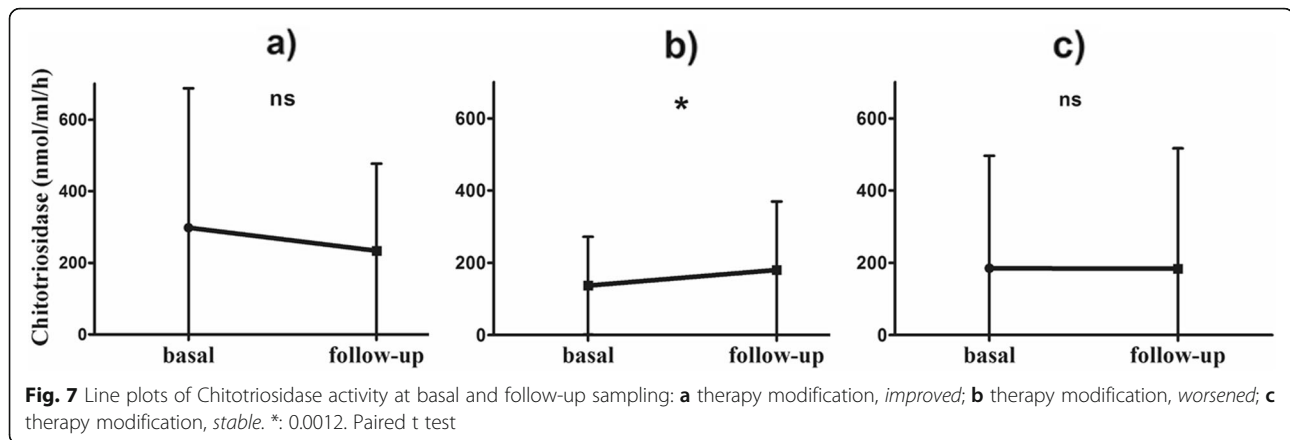 a)
b)
c)
Chitotriosidase (nmol/ml/h)
600
400
200
0
ns
basal
follow-up
600
400
200
0
*
basal
follow-up
600
400
200
0
ns
basal
follow-up
Fig. 7 Line plots of Chitotriosidase activity at basal and follow-up sampling: a therapy modification, improved; b therapy modification, worsened; c
therapy modification, stable. *: 0.0012. Paired t test